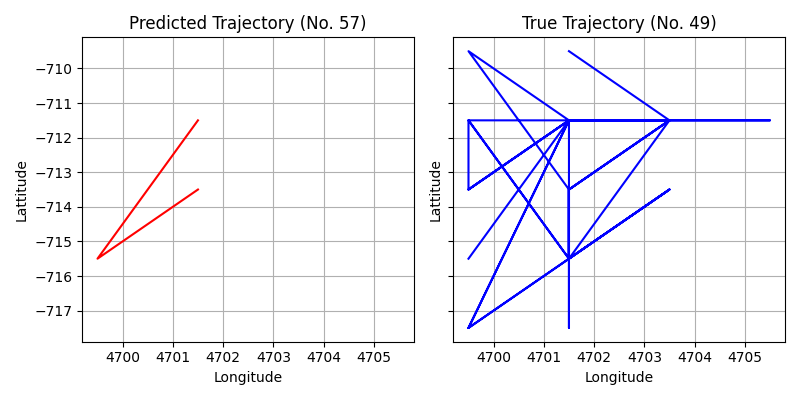 Predicted Trajectory (No. 57)
True Trajectory (No. 49)
−710
−711
−712
−713
−714
−715
−716
−717
Lattitude
Lattitude
4700 4701 4702 4703 4704 4705
4700 4701 4702 4703 4704 4705
Longitude
Longitude